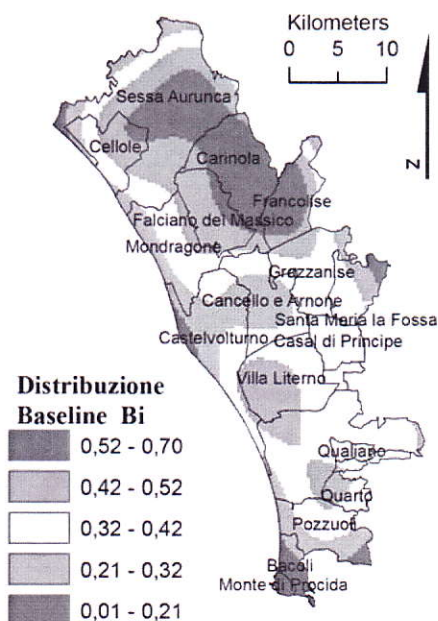 Kilometers
0 5 10
N
Sessa Aurunca
Cellole
Carinola
Francolise
Falciano del Massico
Mondragone
Grazzanise
Cancello e Arnone
Santa Maria la Fossa
Castelvolturno
Casal di Principe
Villa Literno
Distribuzione
Baseline Bi
0,52 - 0,70
0,42 - 0,52
0,32 - 0,42
0,21 - 0,32
0,01 - 0,21
Qualiano
Quarto
Pozzuoli
Bacoli
Monte di Procida